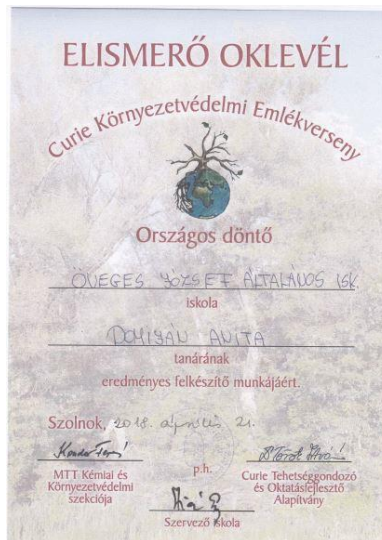 ELISMERŐ OKLEVÉL
Curie Környezetvédelmi Emlékverseny
Országos döntő
ÖVEGES JÓZSEF ÁLTALÁNOS ISK.
iskola
DOMJÁN ANITA
tanárának
eredményes felkészítő munkájáért.
Szolnok, 2018. április 21.
MTT Kémiai és
Környezetvédelmi
szekciója
p.h.
Curie Tehetséggondozó
és Oktatásfejlesztő
Alapítvány
Szervező iskola